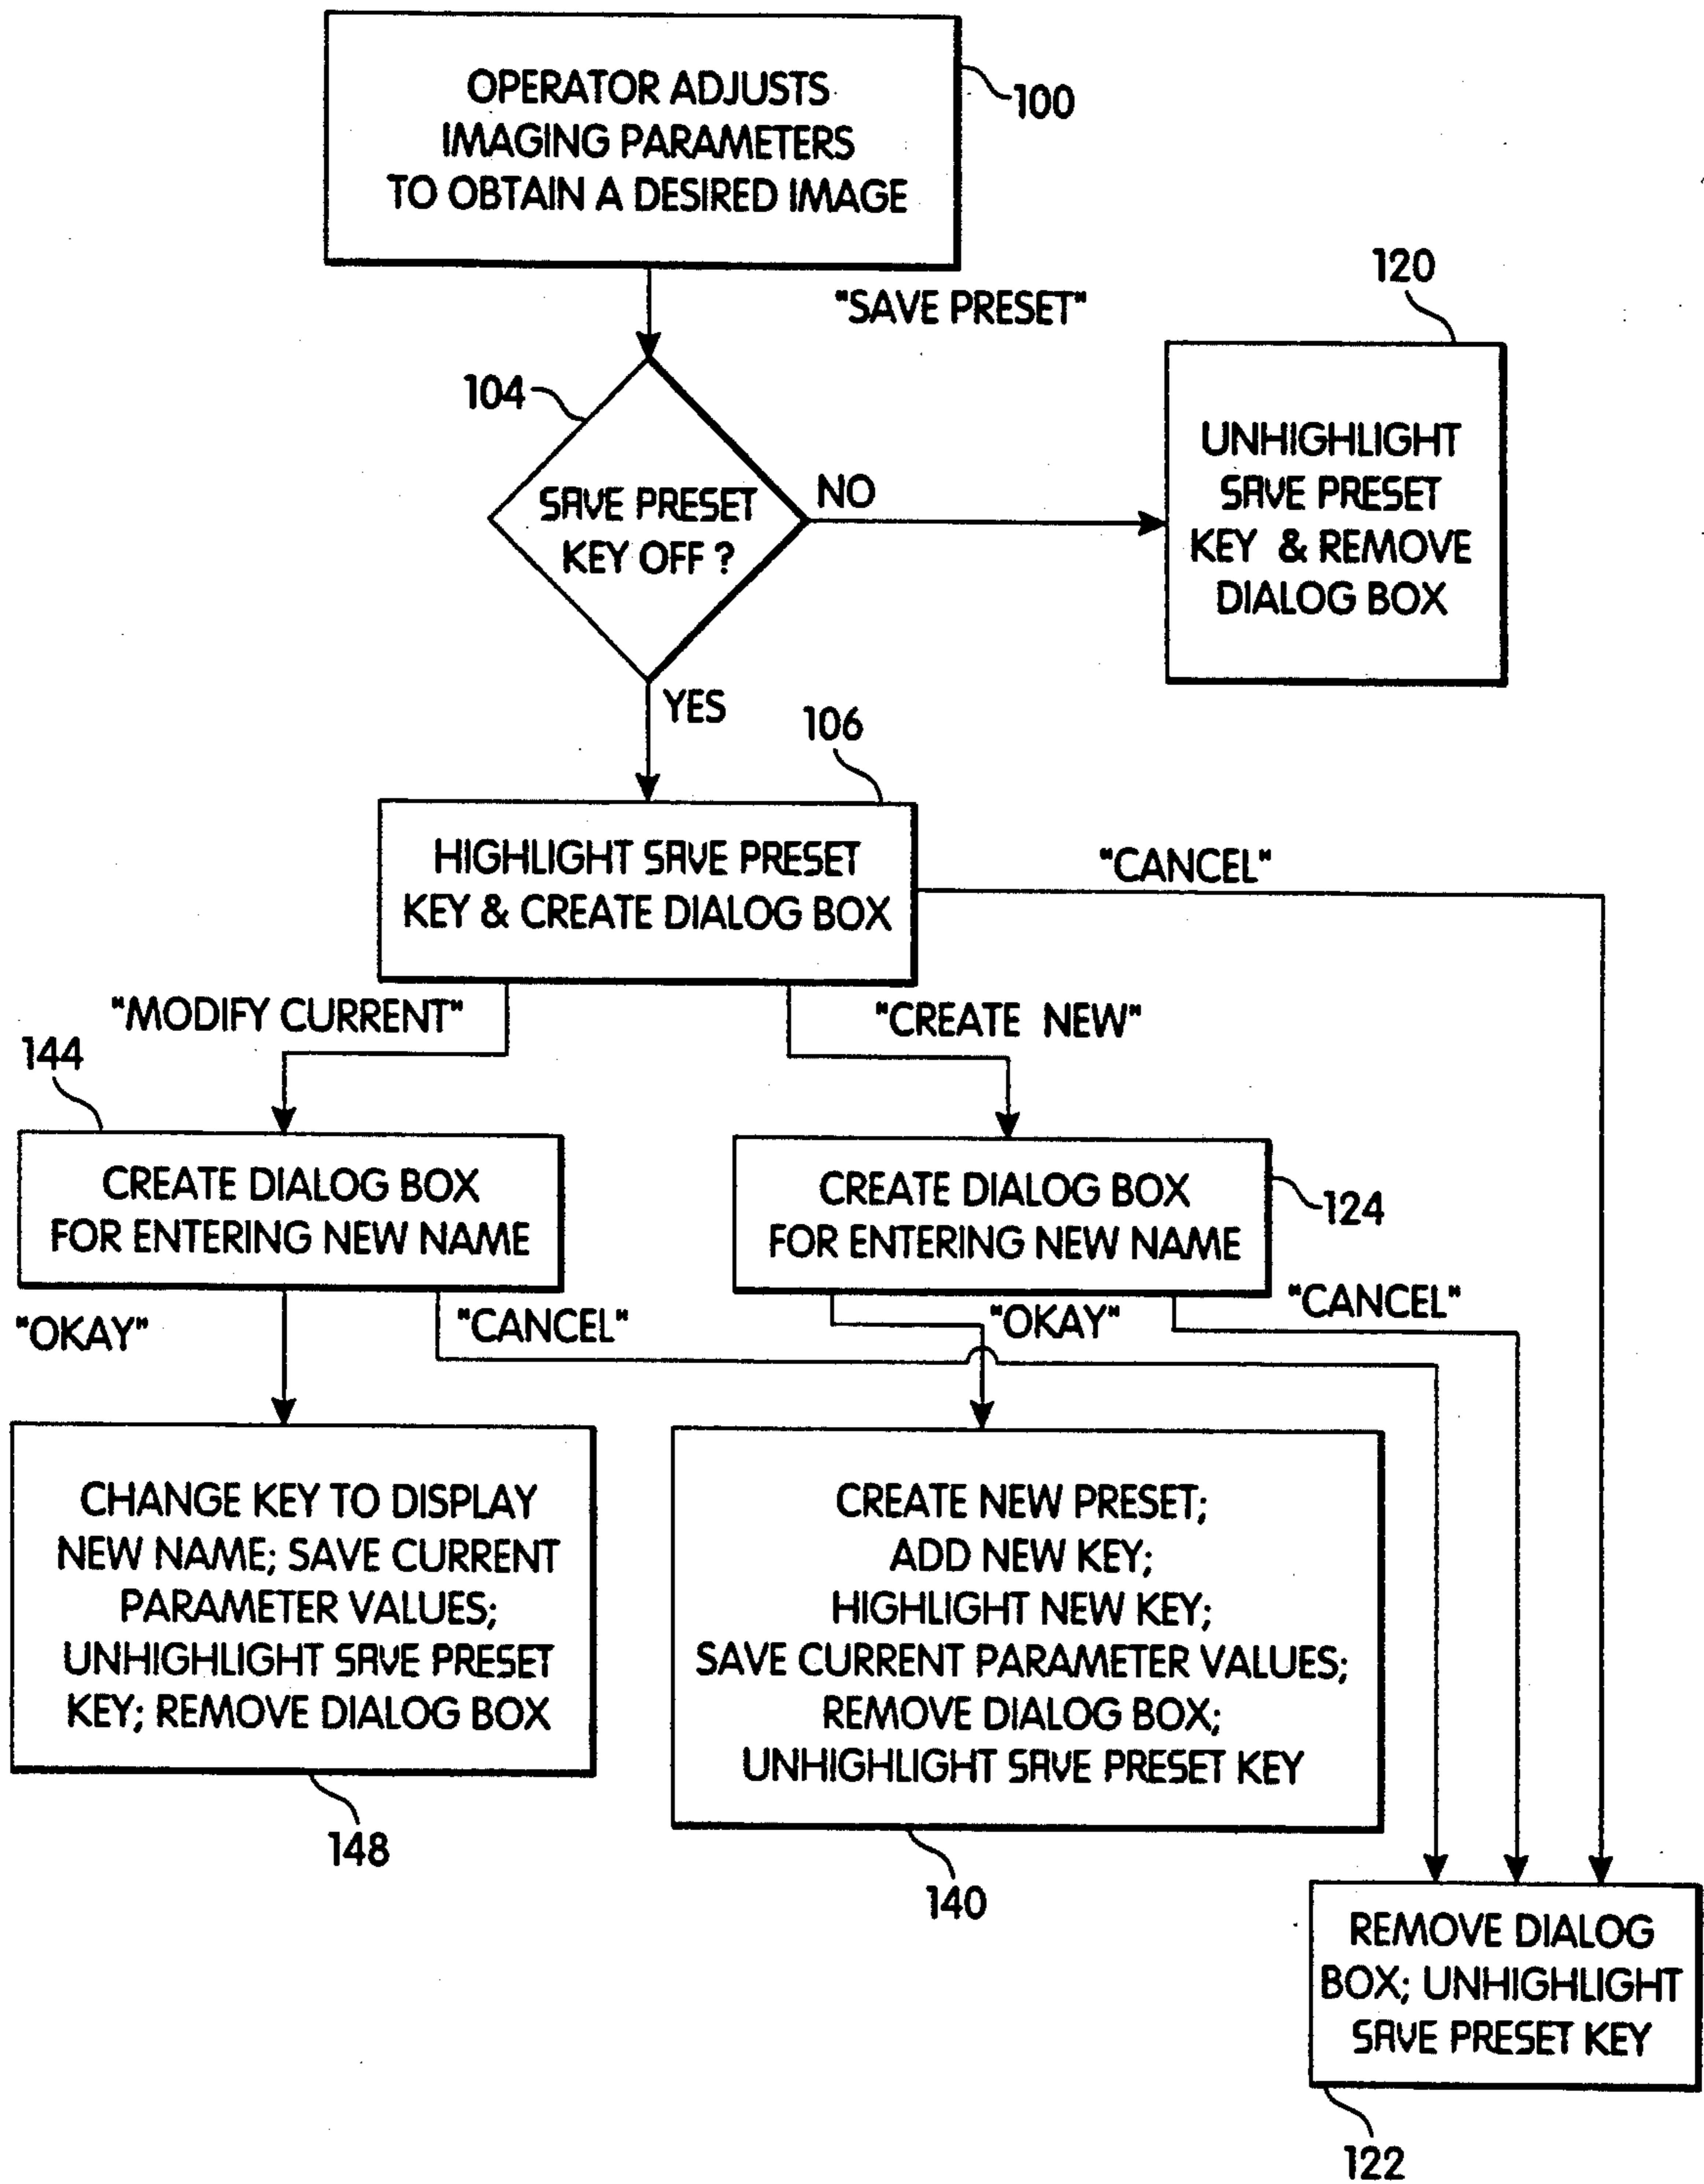 OPERATOR ADJUSTS
IMAGING PARAMETERS
TO OBTAIN A DESIRED IMAGE
100
"SAVE PRESET"
120
104
SAVE PRESET
KEY OFF ?
NO
UNHIGHLIGHT
SAVE PRESET
KEY & REMOVE
DIALOG BOX
YES
106
HIGHLIGHT SAVE PRESET
KEY & CREATE DIALOG BOX
"CANCEL"
"MODIFY CURRENT"
"CREATE NEW"
144
CREATE DIALOG BOX
FOR ENTERING NEW NAME
CREATE DIALOG BOX
FOR ENTERING NEW NAME
124
"OKAY"
"CANCEL"
"OKAY"
"CANCEL"
CHANGE KEY TO DISPLAY
NEW NAME; SAVE CURRENT
PARAMETER VALUES;
UNHIGHLIGHT SAVE PRESET
KEY; REMOVE DIALOG BOX
148
CREATE NEW PRESET;
ADD NEW KEY;
HIGHLIGHT NEW KEY;
SAVE CURRENT PARAMETER VALUES;
REMOVE DIALOG BOX;
UNHIGHLIGHT SAVE PRESET KEY
140
REMOVE DIALOG
BOX; UNHIGHLIGHT
SAVE PRESET KEY
122